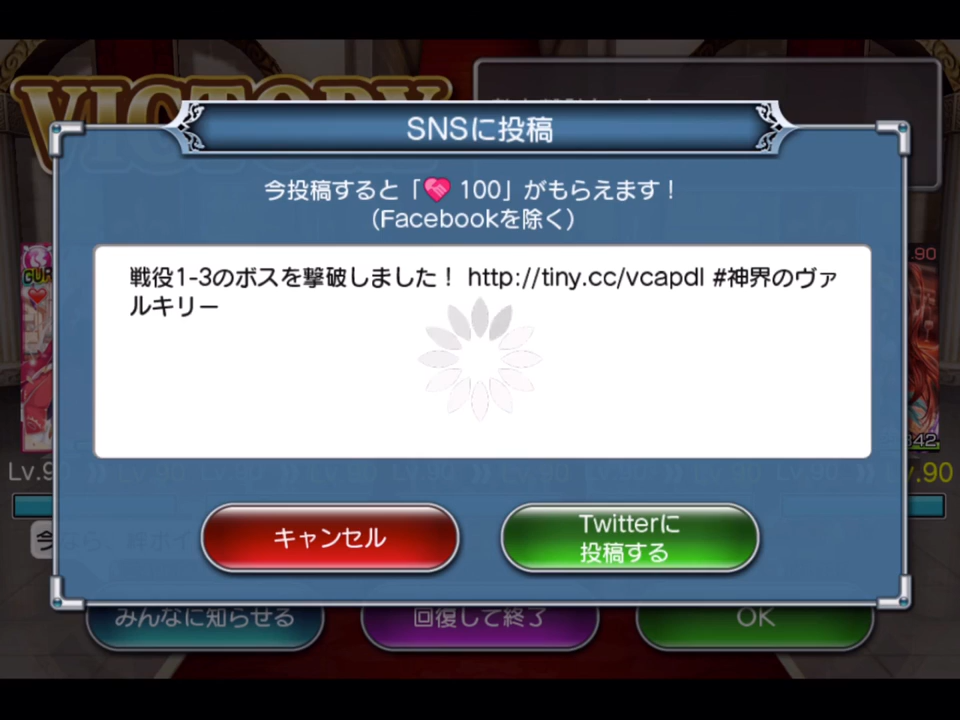 VICTORY
SNSに投稿
今投稿すると「 100」がもらえます！
(Facebookを除く)
戦役1-3のボスを撃破しました！ http://tiny.cc/vcapdl #神界のヴァ
ルキリー
Lv.90
キャンセル
Twitterに
投稿する
みんなに知らせる
回復して終了
OK